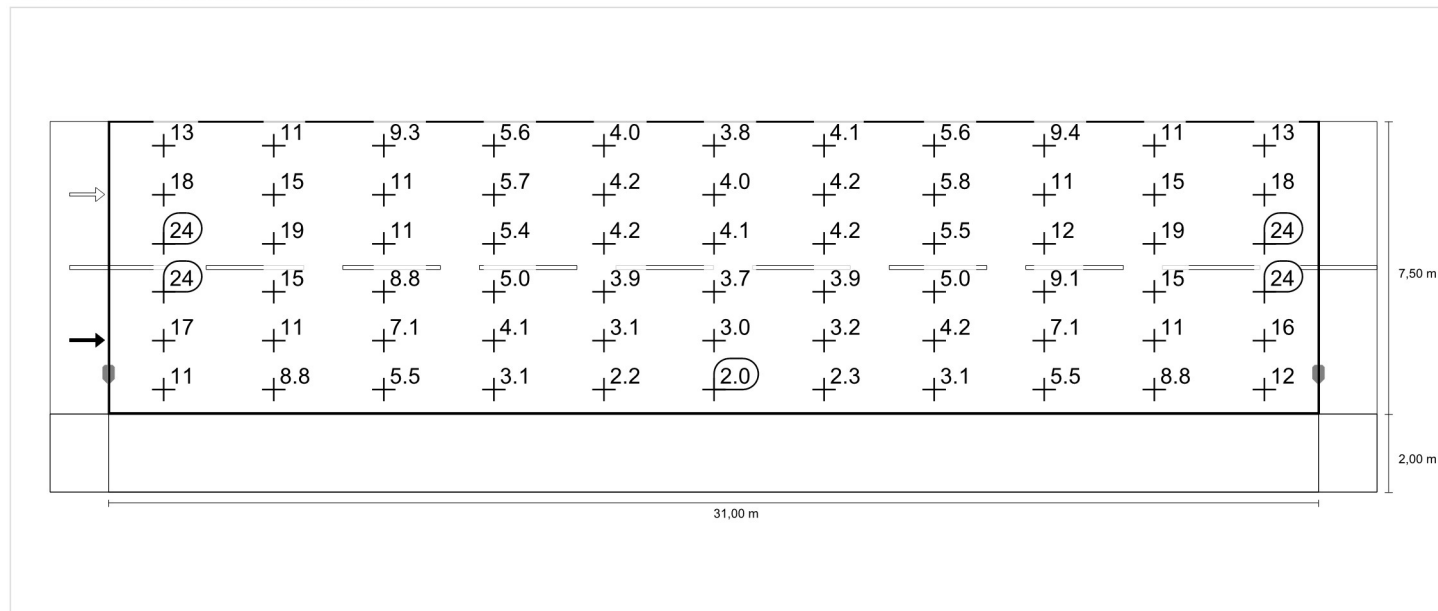 13 11 9.3 5.6 4.0 3.8 4.1 5.6 9.4 11 13
18 15 11 5.7 4.2 4.0 4.2 5.8 11 15 18
24 19 11 5.4 4.2 4.1 4.2 5.5 12 19 24
24 15 8.8 5.0 3.9 3.7 3.9 5.0 9.1 15 24
7,50 m
17 11 7.1 4.1 3.1 3.0 3.2 4.2 7.1 11 16
11 8.8 5.5 3.1 2.2 2.0 2.3 3.1 5.5 8.8 12
2,00 m
31,00 m